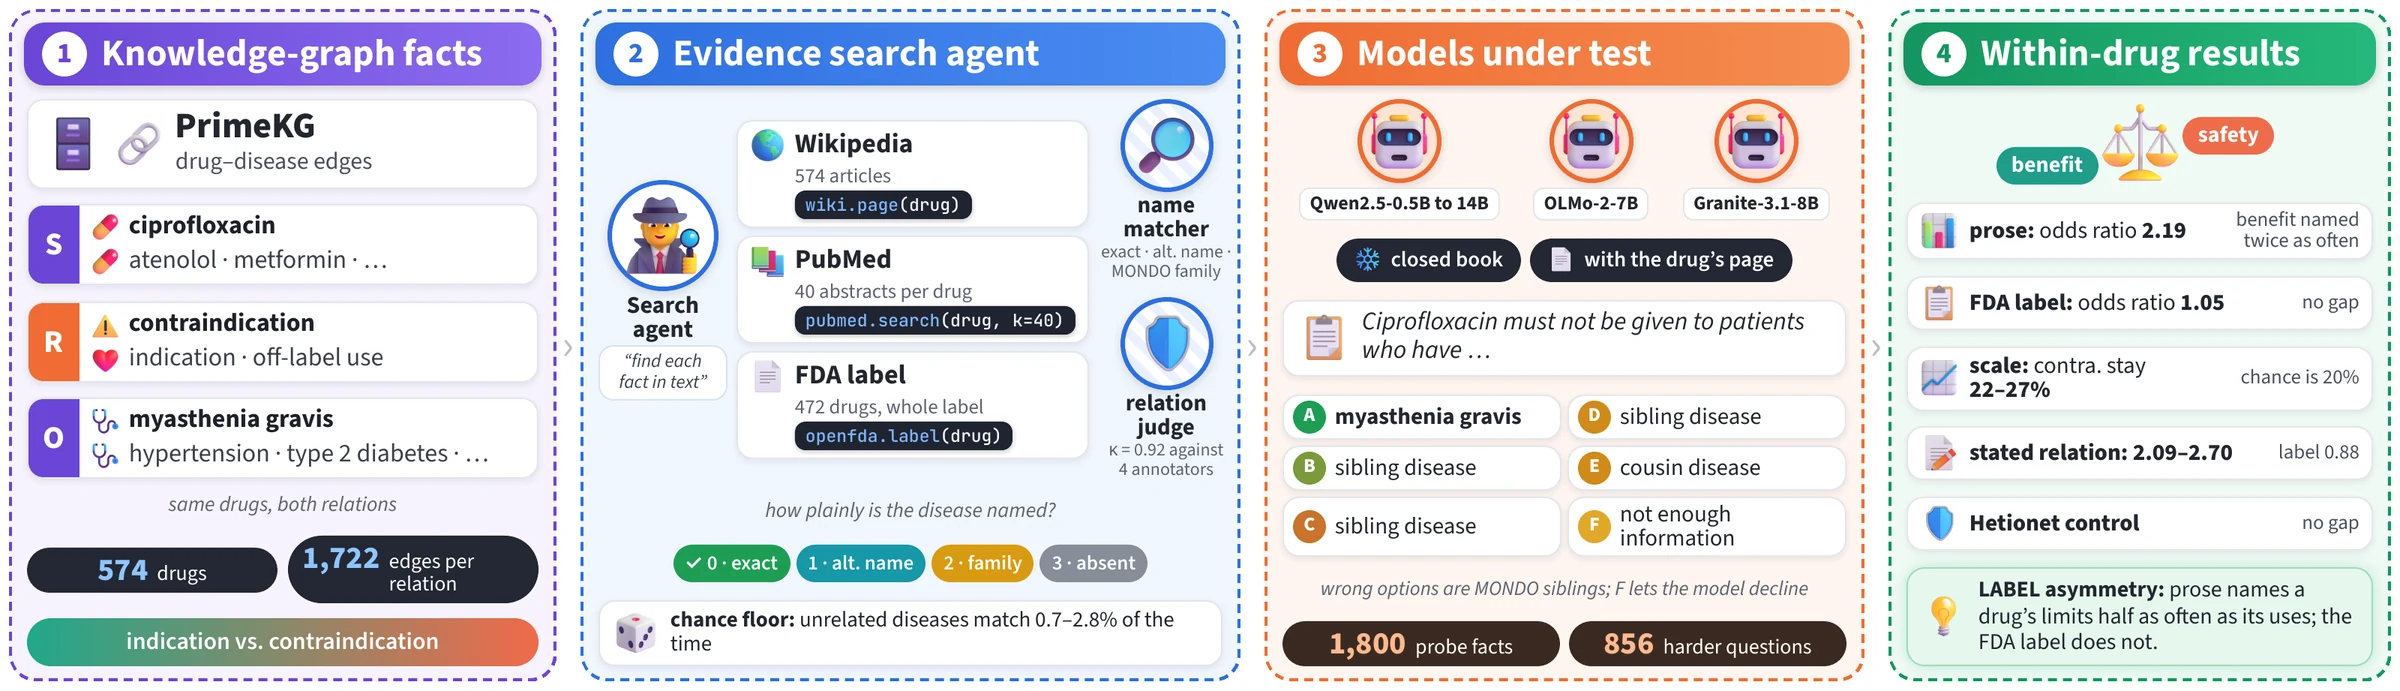 1 Knowledge-graph facts
PrimeKG
drug–disease edges
S
ciprofloxacin
atenolol · metformin · …
R
contraindication
indication · off-label use
O
myasthenia gravis
hypertension · type 2 diabetes · …
same drugs, both relations
574 drugs
1,722 edges per
relation
indication vs. contraindication
2 Evidence search agent
Search
agent
“find each
fact in text”
Wikipedia
574 articles
wiki.page(drug)
PubMed
40 abstracts per drug
pubmed.search(drug, k=40)
FDA label
472 drugs, whole label
openfda.label(drug)
name
matcher
exact · alt. name ·
MONDO family
relation
judge
κ = 0.92 against
4 annotators
how plainly is the disease named?
✓ 0 · exact
1 · alt. name
2 · family
3 · absent
chance floor: unrelated diseases match 0.7–2.8% of the
time
3 Models under test
Qwen2.5-0.5B to 14B
OLMo-2-7B
Granite-3.1-8B
closed book
with the drug’s page
Ciprofloxacin must not be given to patients
who have …
A myasthenia gravis
D sibling disease
B sibling disease
E cousin disease
C sibling disease
F not enough
information
wrong options are MONDO siblings; F lets the model decline
1,800 probe facts
856 harder questions
4 Within-drug results
benefit
safety
prose: odds ratio 2.19
benefit named
twice as often
FDA label: odds ratio 1.05
no gap
scale: contra. stay
22–27%
chance is 20%
stated relation: 2.09–2.70
label 0.88
Hetionet control
no gap
LABEL asymmetry: prose names a
drug’s limits half as often as its uses; the
FDA label does not.